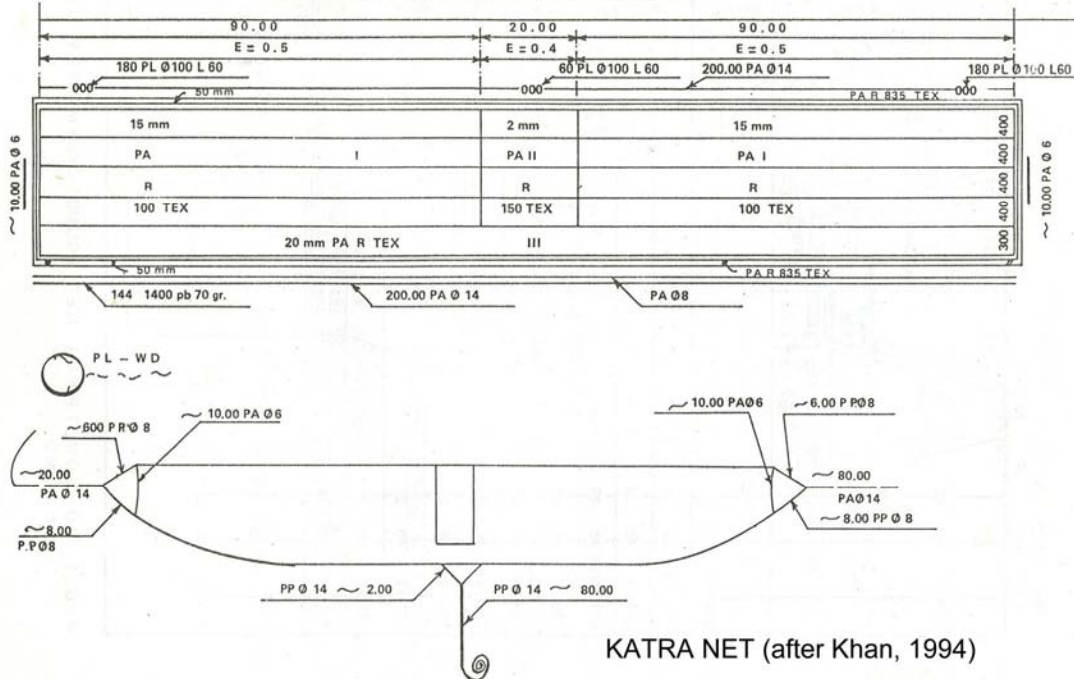 90.00 20.00 90.00
E = 0.5 E = 0.4 E = 0.5
180 PL Ø100 L 60 60 PL Ø100 L 60 200.00 PA Ø14 180 PL Ø100 L60
000 000 000
50 mm PA R 835 TEX
15 mm 2 mm 15 mm 400
PA I PA II PA I 400
R R R 400
100 TEX 150 TEX 100 TEX 400
20 mm PA R TEX III 300
~ 10.00 PA Ø 6
~ 10.00 PA Ø 6
50 mm PA R 835 TEX
144 1400 pb 70 gr. 200.00 PA Ø 14 PA Ø8
PL - WD
~ 10,00 PA Ø 6 ~ 10,00 PAØ6 ~ 6,00 PPØ8
~600 PP Ø 8
~20.00 ~ 80,00
PA Ø 14 PAØ14
~8.00 ~ 8,00 PP Ø 8
P.PØ8
PP Ø 14 ~ 2,00 PP Ø 14 ~ 80,00
KATRA NET (after Khan, 1994)